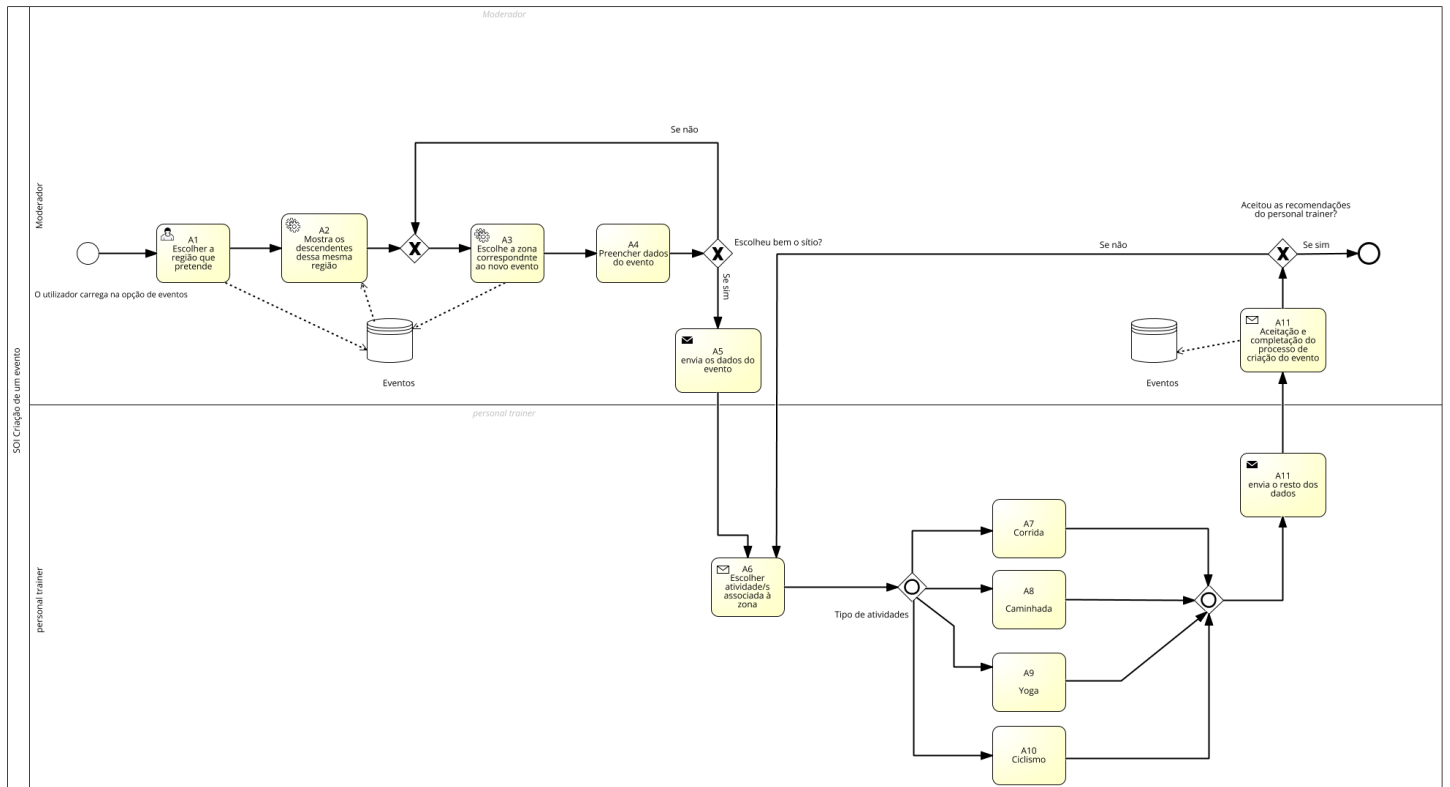 Moderador
SOI Criação de um evento
Moderador
Se não
Aceitou as recomendações
do personal trainer?
A1
Escolher a
região que
pretende
A2
Mostra os
descendentes
dessa mesma
região
A3
Escolhe a zona
correspondnte
ao novo evento
A4
Preencher dados
do evento
Escolheu bem o sítio?
Se não
Se sim
Se sim
O utilizador carrega na opção de eventos
Eventos
A5
envia os dados do
evento
A11
Aceitação e
completação do
processo de
criação do evento
Eventos
personal trainer
personal trainer
A11
envia o resto dos
dados
A6
Escolher
atividade/s
associada à
zona
Tipo de atividades
A7
Corrida
A8
Caminhada
A9
Yoga
A10
Ciclismo